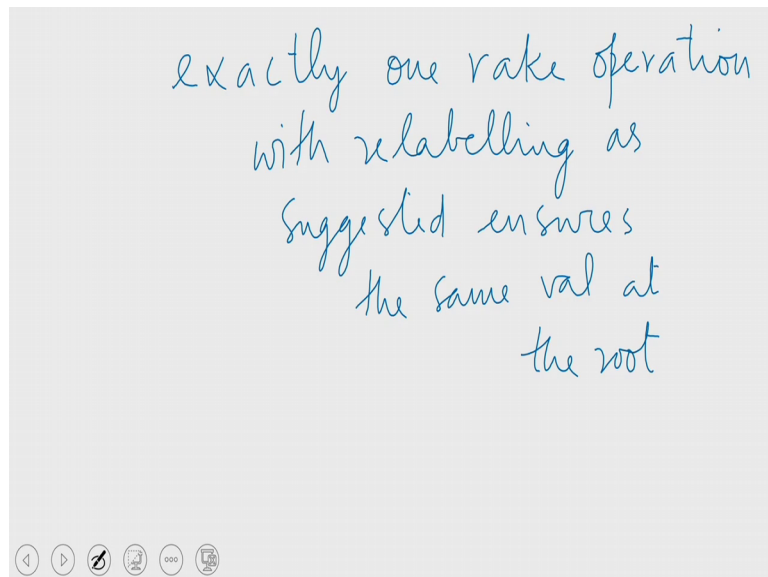 exactly one rake operation
with relabelling as
suggested ensures
the same val at
the root